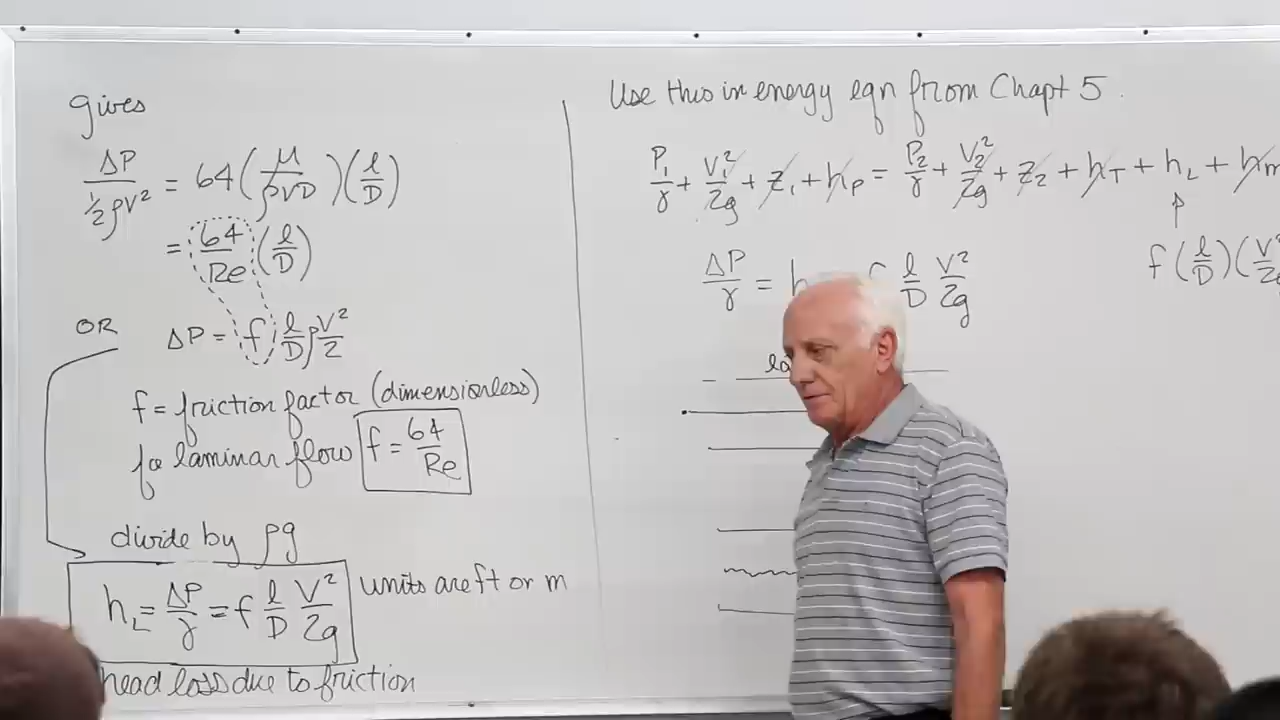 gives
ΔP / ½ρV² = 64 (μ / ρVD) (ℓ / D)
= 64 / Re (ℓ / D)
OR ΔP = f ℓ/D ρ V²/2
f = friction factor (dimensionless)
for laminar flow f = 64 / Re
divide by ρg
h_L = ΔP/γ = f ℓ/D V²/2g units are ft or m
head loss due to friction
Use this in energy eqn from Chapt 5.
P₁/γ + V₁²/2g + z₁ + h_P = P₂/γ + V₂²/2g + z₂ + h_T + h_L + h_m
↑
f (ℓ/D) (V²
ΔP/γ = h ℓ/D V²/2g